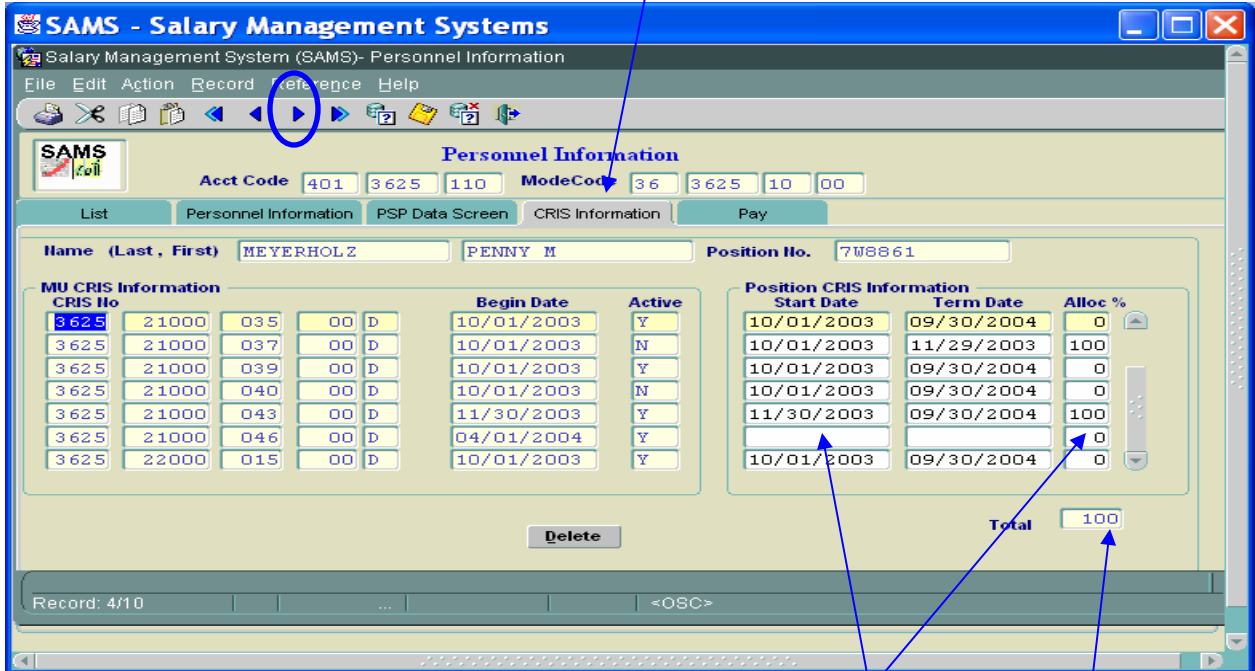 SAMS - Salary Management Systems
Salary Management System (SAMS)- Personnel Information
File Edit Action Record Reference Help
SAMS
Personnel Information
Acct Code 401 3625 110 ModeCode 36 3625 10 00
List Personnel Information PSP Data Screen CRIS Information Pay
Name (Last, First) MEYERHOLZ PENNY M Position No. 7W8861
MU CRIS Information Position CRIS Information
CRIS No Begin Date Active Start Date Term Date Alloc %
3625 21000 035 00 D 10/01/2003 Y 10/01/2003 09/30/2004 0
3625 21000 037 00 D 10/01/2003 N 10/01/2003 11/29/2003 100
3625 21000 039 00 D 10/01/2003 Y 10/01/2003 09/30/2004 0
3625 21000 040 00 D 10/01/2003 N 10/01/2003 09/30/2004 0
3625 21000 043 00 D 11/30/2003 Y 11/30/2003 09/30/2004 100
3625 21000 046 00 D 04/01/2004 Y 0
3625 22000 015 00 D 10/01/2003 Y 10/01/2003 09/30/2004 0
Total 100
Delete
Record: 4/10 ... <OSC>